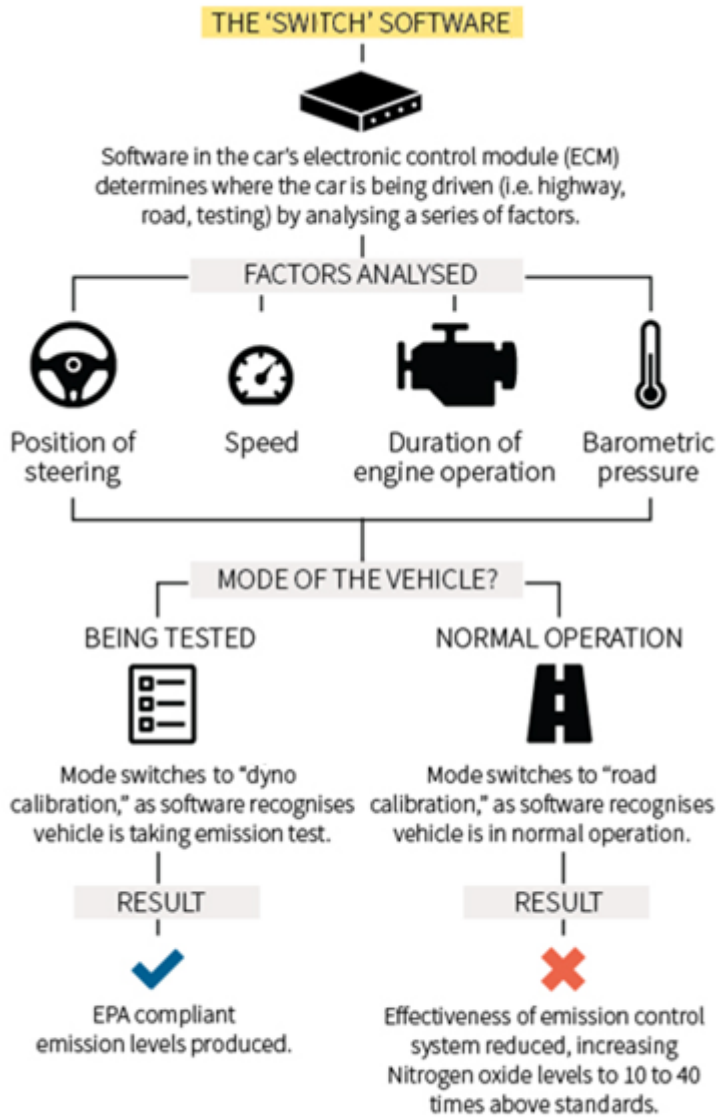 THE ‘SWITCH’ SOFTWARE
Software in the car's electronic control module (ECM)
determines where the car is being driven (i.e. highway,
road, testing) by analysing a series of factors.
FACTORS ANALYSED
Position of
steering
Speed
Duration of
engine operation
Barometric
pressure
MODE OF THE VEHICLE?
BEING TESTED
Mode switches to “dyno
calibration,” as software recognises
vehicle is taking emission test.
RESULT
EPA compliant
emission levels produced.
NORMAL OPERATION
Mode switches to “road
calibration,” as software recognises
vehicle is in normal operation.
RESULT
Effectiveness of emission control
system reduced, increasing
Nitrogen oxide levels to 10 to 40
times above standards.